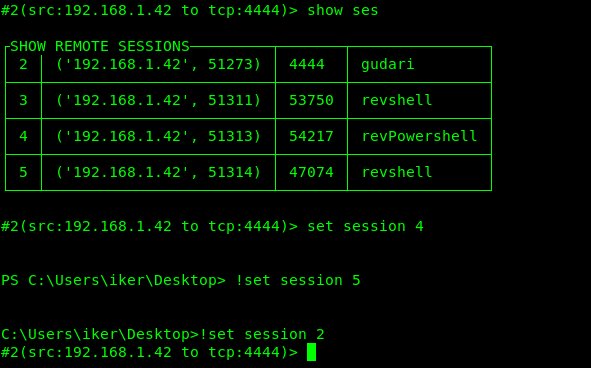 #2(src:192.168.1.42 to tcp:4444)> show ses
SHOW REMOTE SESSIONS
2 ('192.168.1.42', 51273) 4444 gudari
3 ('192.168.1.42', 51311) 53750 revshell
4 ('192.168.1.42', 51313) 54217 revPowershell
5 ('192.168.1.42', 51314) 47074 revshell
#2(src:192.168.1.42 to tcp:4444)> set session 4
PS C:\Users\iker\Desktop> !set session 5
C:\Users\iker\Desktop>!set session 2
#2(src:192.168.1.42 to tcp:4444)>